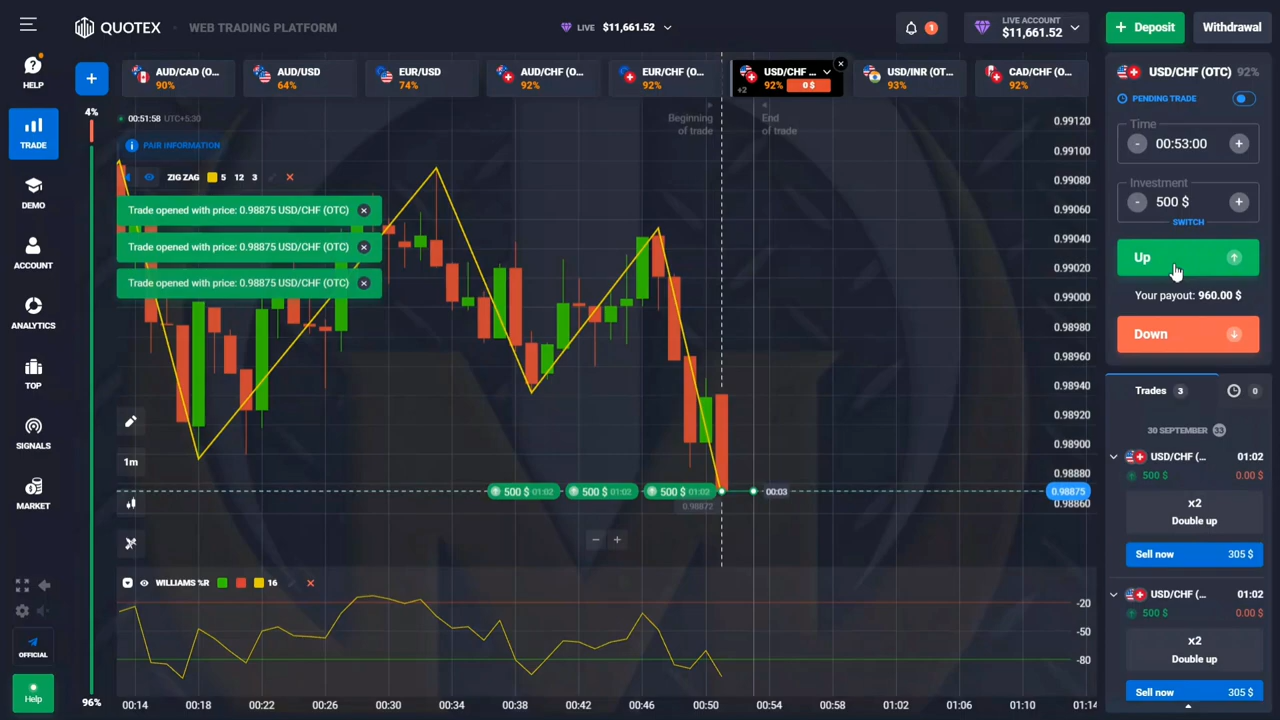 QUOTEX
WEB TRADING PLATFORM
LIVE $11,661.52
1
LIVE ACCOUNT
$11,661.52
+ Deposit
Withdrawal
HELP
TRADE
DEMO
ACCOUNT
ANALYTICS
TOP
SIGNALS
MARKET
OFFICIAL
Help
+
AUD/CAD (O...
90%
AUD/USD
64%
EUR/USD
74%
AUD/CHF (O...
92%
EUR/CHF (O...
92%
USD/CHF ...
+2 92% 0 $
USD/INR (OT...
93%
CAD/CHF (O...
92%
4%
96%
00:51:58 UTC+5:30
PAIR INFORMATION
ZIG ZAG 5 12 3
Trade opened with price: 0.98875 USD/CHF (OTC)
Trade opened with price: 0.98875 USD/CHF (OTC)
Trade opened with price: 0.98875 USD/CHF (OTC)
Beginning
of trade
End
of trade
1m
500 $ 01:02
500 $ 01:02
500 $ 01:02
00:03
0.98872
WILLIAMS %R 16
0.99120
0.99100
0.99080
0.99060
0.99040
0.99020
0.99000
0.98980
0.98960
0.98940
0.98920
0.98900
0.98880
0.98875
0.98860
-20
-50
-80
00:14
00:18
00:22
00:26
00:30
00:34
00:38
00:42
00:46
00:50
00:54
00:58
01:02
01:06
01:10
01:14
USD/CHF (OTC) 92%
PENDING TRADE
Time
- 00:53:00 +
Investment
- 500 $ +
SWITCH
Up
Your payout: 960.00 $
Down
Trades 3
0
30 SEPTEMBER 33
USD/CHF (... 01:02
500 $ 0.00 $
x2
Double up
Sell now 305 $
USD/CHF (... 01:02
500 $ 0.00 $
x2
Double up
Sell now 305 $